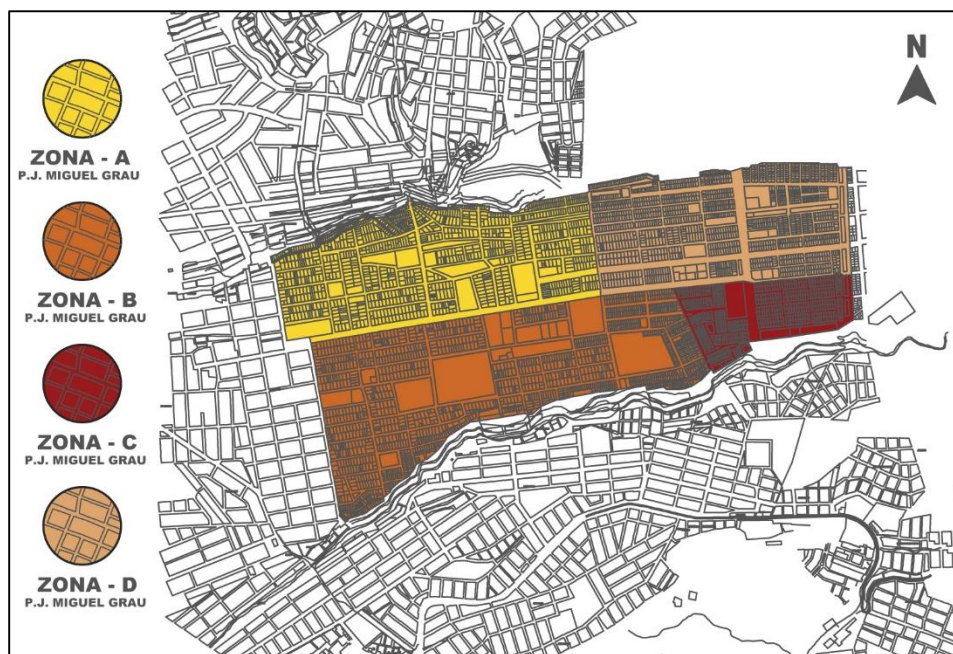 N
ZONA - A
P.J. MIGUEL GRAU
ZONA - B
P.J. MIGUEL GRAU
ZONA - C
P.J. MIGUEL GRAU
ZONA - D
P.J. MIGUEL GRAU